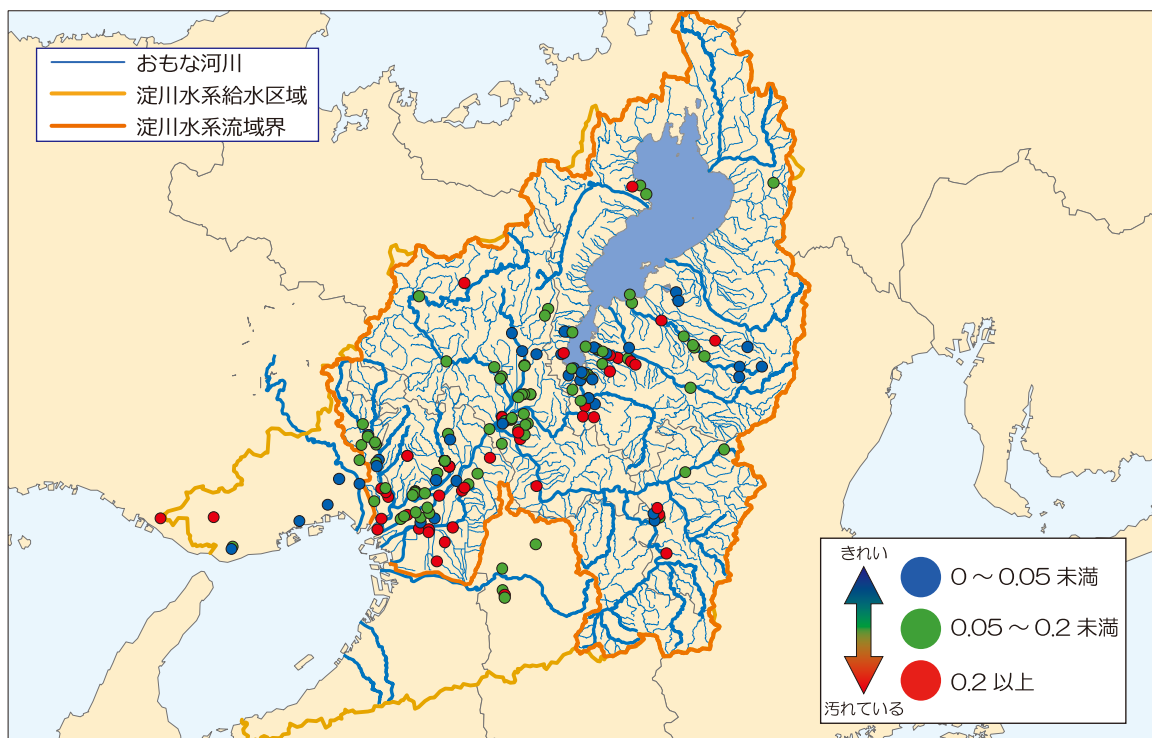 おもな河川
淀川水系給水区域
淀川水系流域界
きれい
0～0.05 未満
0.05～0.2 未満
0.2 以上
汚れている